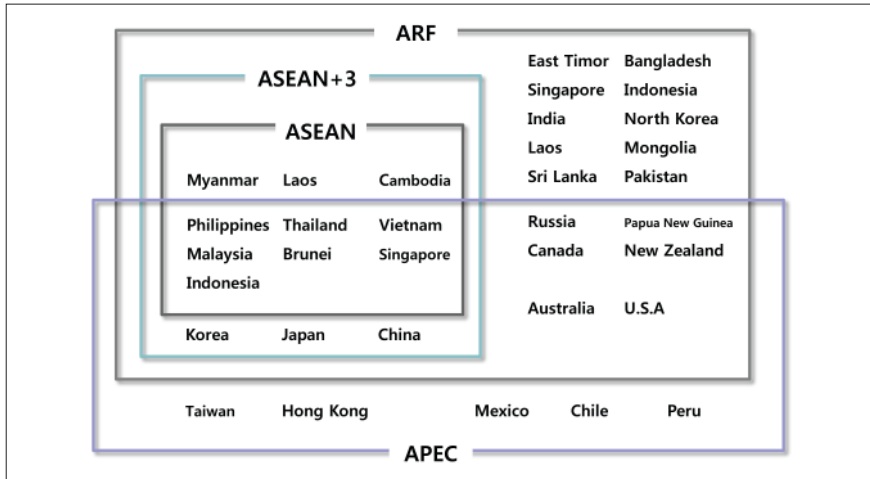 ARF
East Timor Bangladesh
ASEAN+3
Singapore Indonesia
India North Korea
ASEAN
Laos Mongolia
Myanmar Laos Cambodia Sri Lanka Pakistan
Philippines Thailand Vietnam Russia Papua New Guinea
Malaysia Brunei Singapore Canada New Zealand
Indonesia
Australia U.S.A
Korea Japan China
Taiwan Hong Kong Mexico Chile Peru
APEC